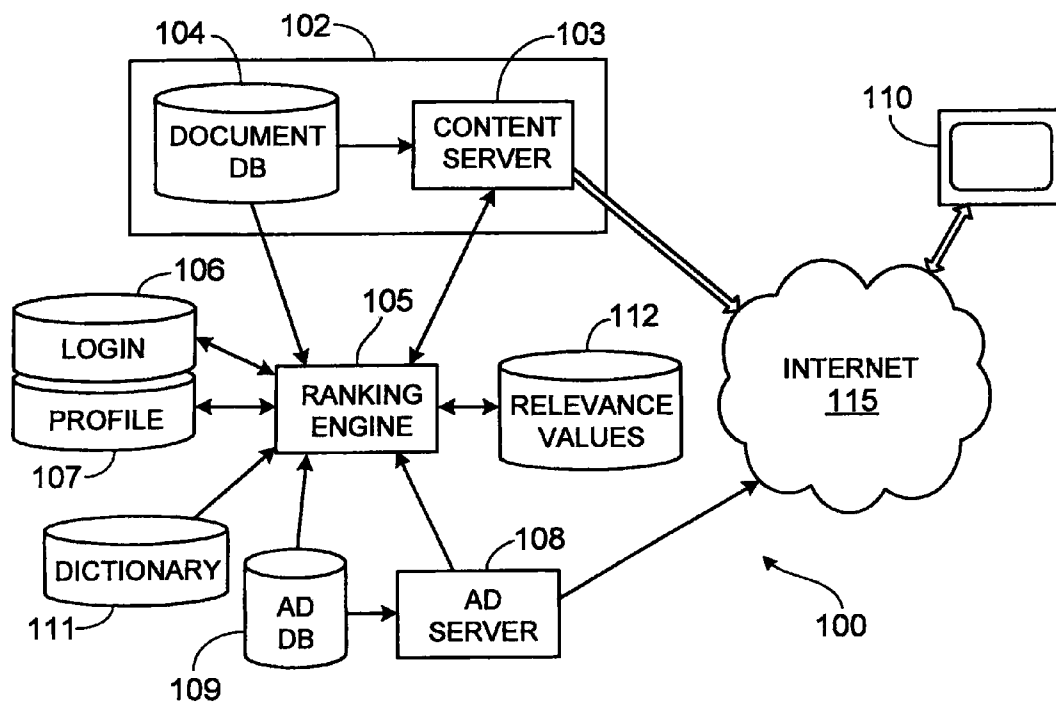 102
104
103
DOCUMENT
DB
CONTENT
SERVER
110
106
105
112
LOGIN
PROFILE
RANKING
ENGINE
RELEVANCE
VALUES
INTERNET
115
107
DICTIONARY
111
AD
DB
109
108
AD
SERVER
100